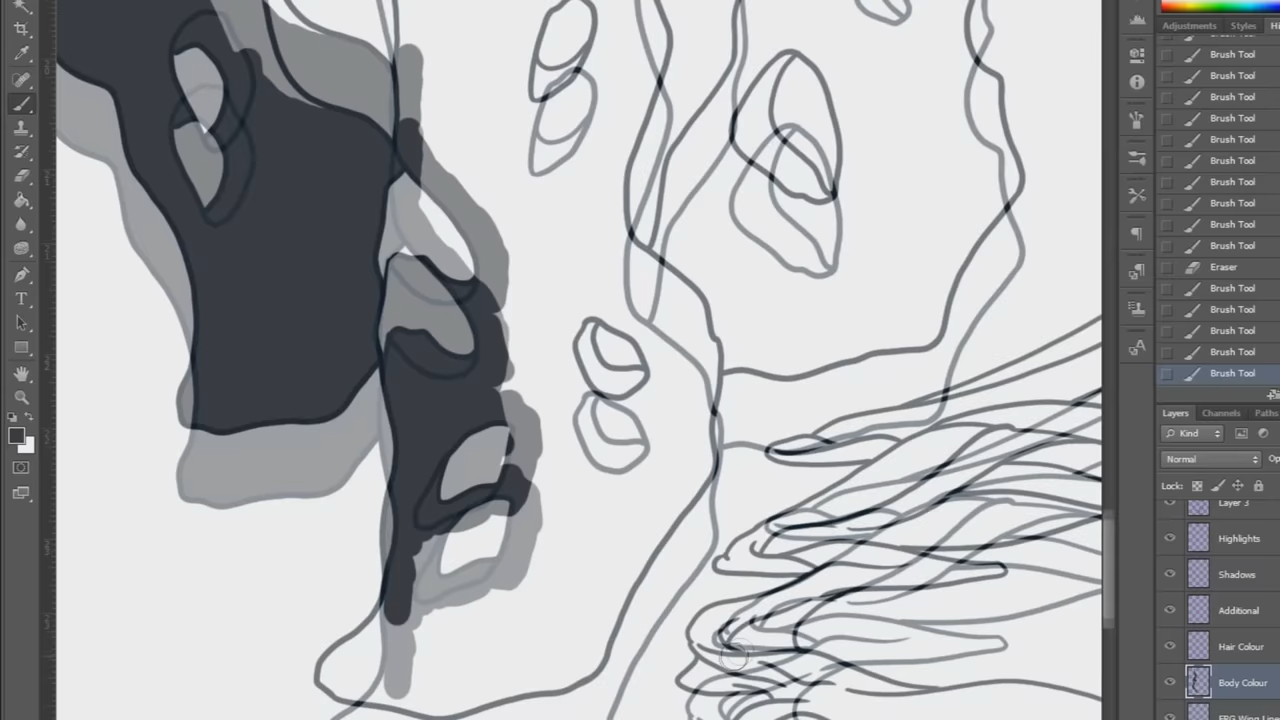 Adjustments Styles Hi
Brush Tool
Brush Tool
Brush Tool
Brush Tool
Brush Tool
Brush Tool
Brush Tool
Brush Tool
Brush Tool
Brush Tool
Eraser
Brush Tool
Brush Tool
Brush Tool
Brush Tool
Brush Tool
Layers Channels Paths
Kind
Normal Op
Lock:
Layer 3
Highlights
Shadows
Additional
Hair Colour
Body Colour